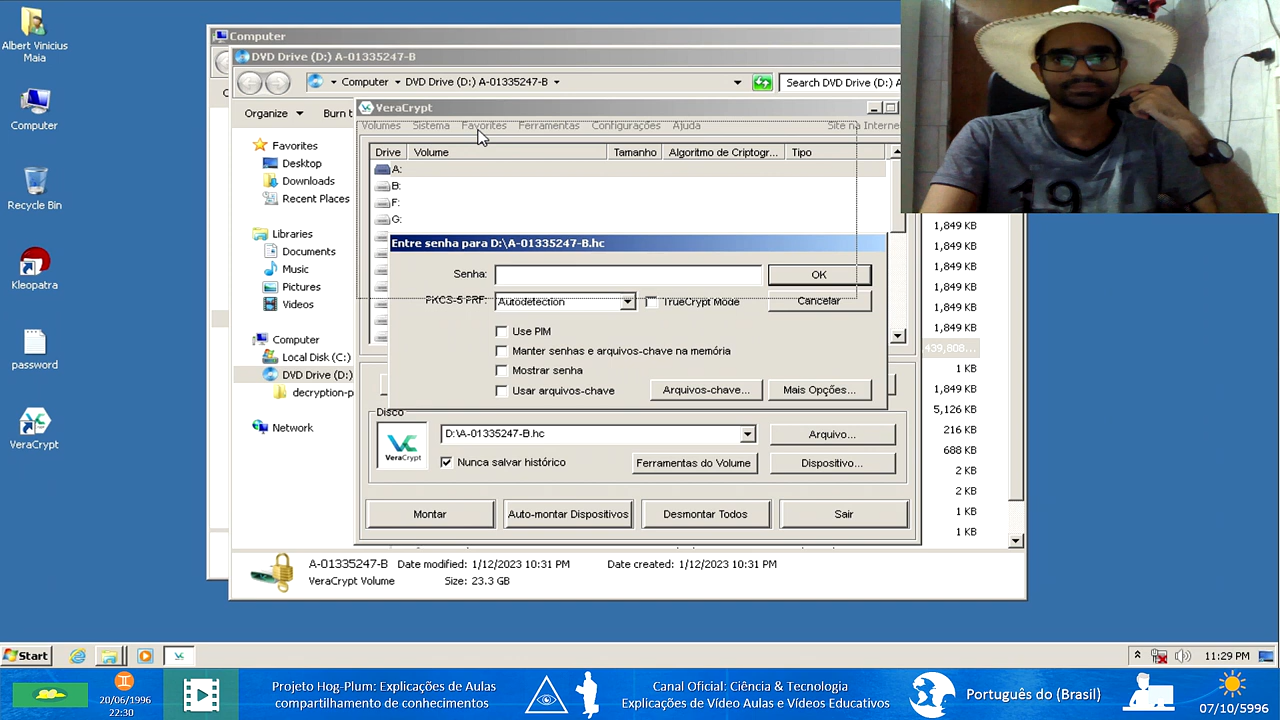 Albert Vinicius
Maia
Computer
Recycle Bin
Kleopatra
password
VeraCrypt
Computer
DVD Drive (D:) A-01335247-B
Computer
DVD Drive (D:) A-01335247-B
Search DVD Drive (D:) A
Organize
Burn t
Favorites
Desktop
Downloads
Recent Places
Libraries
Documents
Music
Pictures
Videos
Computer
Local Disk (C:)
DVD Drive (D:)
decryption-p
Network
VeraCrypt
Volumes Sistema Favorites Ferramentas Configurações Ajuda Site na Interne
Drive Volume Tamanho Algoritmo de Criptogr... Tipo
A:
B:
F:
G:
Entre senha para D:\A-01335247-B.hc
Senha:
OK
PKCS-5 PRF: Autodetection
TrueCrypt Mode
Cancelar
Use PIM
Manter senhas e arquivos-chave na memória
Mostrar senha
Usar arquivos-chave
Arquivos-chave...
Mais Opções...
Disco
VeraCrypt
D:\A-01335247-B.hc
Arquivo...
Nunca salvar histórico
Ferramentas do Volume
Dispositivo...
Montar
Auto-montar Dispositivos
Desmontar Todos
Sair
1,849 KB
1,849 KB
1,849 KB
1,849 KB
1,849 KB
1,849 KB
439,808...
1 KB
1,849 KB
5,126 KB
216 KB
688 KB
2 KB
2 KB
1 KB
1 KB
A-01335247-B Date modified: 1/12/2023 10:31 PM Date created: 1/12/2023 10:31 PM
VeraCrypt Volume Size: 23.3 GB
19
Start
11:29 PM
20/06/1996
22:30
Projeto Hog-Plum: Explicações de Aulas
compartilhamento de conhecimentos
Canal Oficial: Ciência & Tecnologia
Explicações de Vídeo Aulas e Vídeos Educativos
Português do (Brasil)
07/10/5996